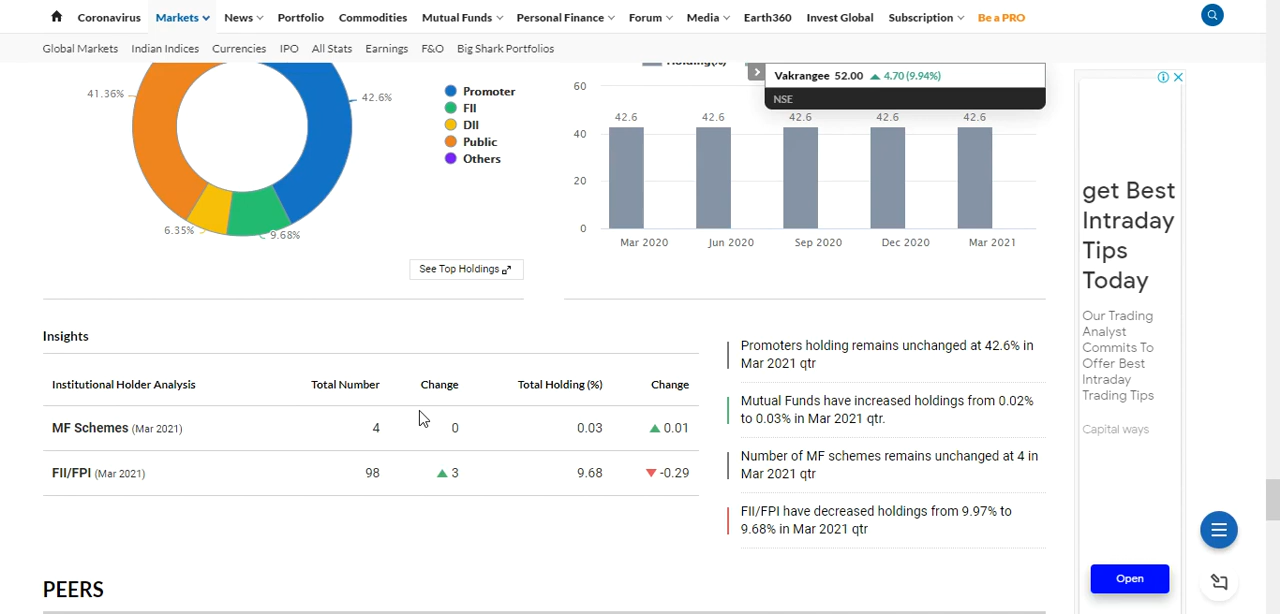 Coronavirus Markets News Portfolio Commodities Mutual Funds Personal Finance Forum Media Earth360 Invest Global Subscription Be a PRO
Global Markets Indian Indices Currencies IPO All Stats Earnings F&O Big Shark Portfolios
41.36%
42.6%
6.35%
9.68%
Promoter
FII
DII
Public
Others
See Top Holdings
Holding(%)
Vakrangee 52.00 4.70 (9.94%)
NSE
60
40
20
0
42.6 42.6 42.6 42.6 42.6
Mar 2020 Jun 2020 Sep 2020 Dec 2020 Mar 2021
Insights
Institutional Holder Analysis Total Number Change Total Holding (%) Change
MF Schemes (Mar 2021) 4 0 0.03 0.01
FII/FPI (Mar 2021) 98 3 9.68 -0.29
Promoters holding remains unchanged at 42.6% in
Mar 2021 qtr
Mutual Funds have increased holdings from 0.02%
to 0.03% in Mar 2021 qtr.
Number of MF schemes remains unchanged at 4 in
Mar 2021 qtr
FII/FPI have decreased holdings from 9.97% to
9.68% in Mar 2021 qtr
PEERS
get Best
Intraday
Tips
Today
Our Trading
Analyst
Commits To
Offer Best
Intraday
Trading Tips
Capital ways
Open